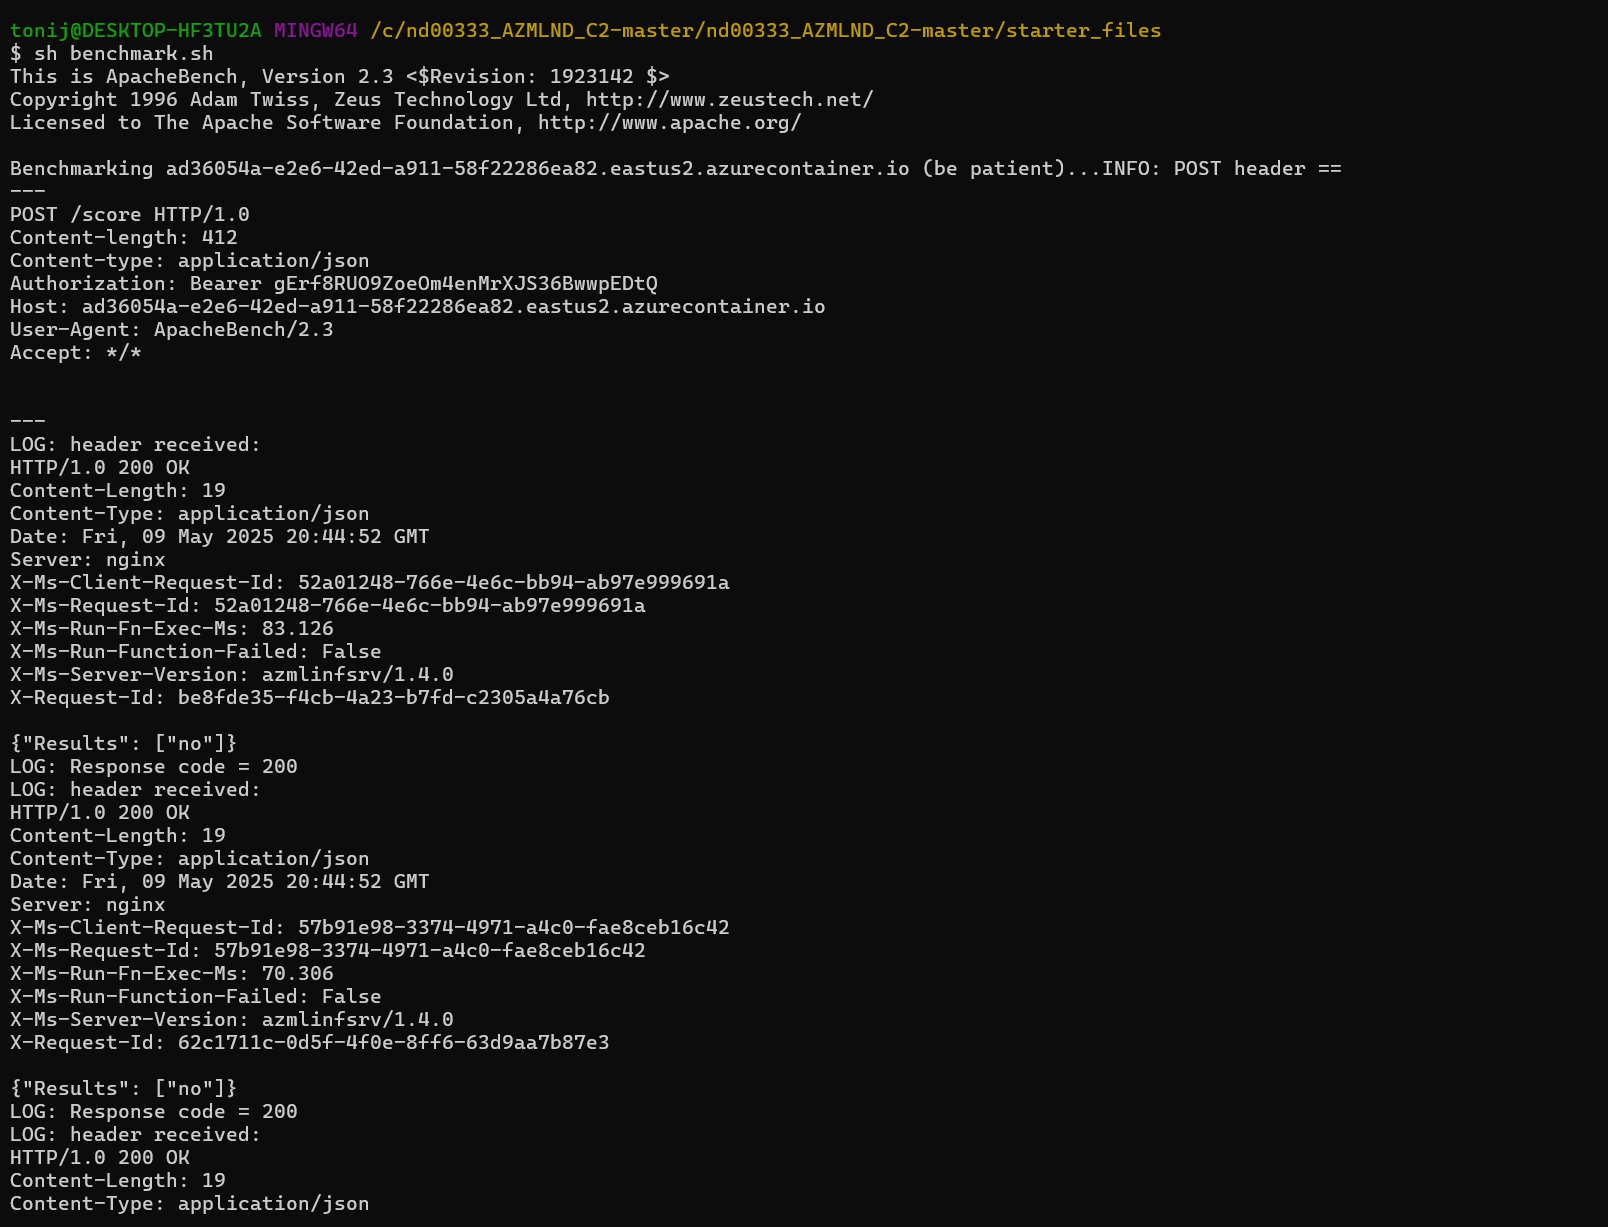 tonij@DESKTOP-HF3TU2A MINGW64 /c/nd00333_AZMLND_C2-master/nd00333_AZMLND_C2-master/starter_files
$ sh benchmark.sh
This is ApacheBench, Version 2.3 <$Revision: 1923142 $>
Copyright 1996 Adam Twiss, Zeus Technology Ltd, http://www.zeustech.net/
Licensed to The Apache Software Foundation, http://www.apache.org/

Benchmarking ad36054a-e2e6-42ed-a911-58f22286ea82.eastus2.azurecontainer.io (be patient)...INFO: POST header ==
---
POST /score HTTP/1.0
Content-length: 412
Content-type: application/json
Authorization: Bearer gErf8RUO9ZoeOm4enMrXJS36BwwpEDtQ
Host: ad36054a-e2e6-42ed-a911-58f22286ea82.eastus2.azurecontainer.io
User-Agent: ApacheBench/2.3
Accept: */*


---
LOG: header received:
HTTP/1.0 200 OK
Content-Length: 19
Content-Type: application/json
Date: Fri, 09 May 2025 20:44:52 GMT
Server: nginx
X-Ms-Client-Request-Id: 52a01248-766e-4e6c-bb94-ab97e999691a
X-Ms-Request-Id: 52a01248-766e-4e6c-bb94-ab97e999691a
X-Ms-Run-Fn-Exec-Ms: 83.126
X-Ms-Run-Function-Failed: False
X-Ms-Server-Version: azmlinfsrv/1.4.0
X-Request-Id: be8fde35-f4cb-4a23-b7fd-c2305a4a76cb

{"Results": ["no"]}
LOG: Response code = 200
LOG: header received:
HTTP/1.0 200 OK
Content-Length: 19
Content-Type: application/json
Date: Fri, 09 May 2025 20:44:52 GMT
Server: nginx
X-Ms-Client-Request-Id: 57b91e98-3374-4971-a4c0-fae8ceb16c42
X-Ms-Request-Id: 57b91e98-3374-4971-a4c0-fae8ceb16c42
X-Ms-Run-Fn-Exec-Ms: 70.306
X-Ms-Run-Function-Failed: False
X-Ms-Server-Version: azmlinfsrv/1.4.0
X-Request-Id: 62c1711c-0d5f-4f0e-8ff6-63d9aa7b87e3

{"Results": ["no"]}
LOG: Response code = 200
LOG: header received:
HTTP/1.0 200 OK
Content-Length: 19
Content-Type: application/json